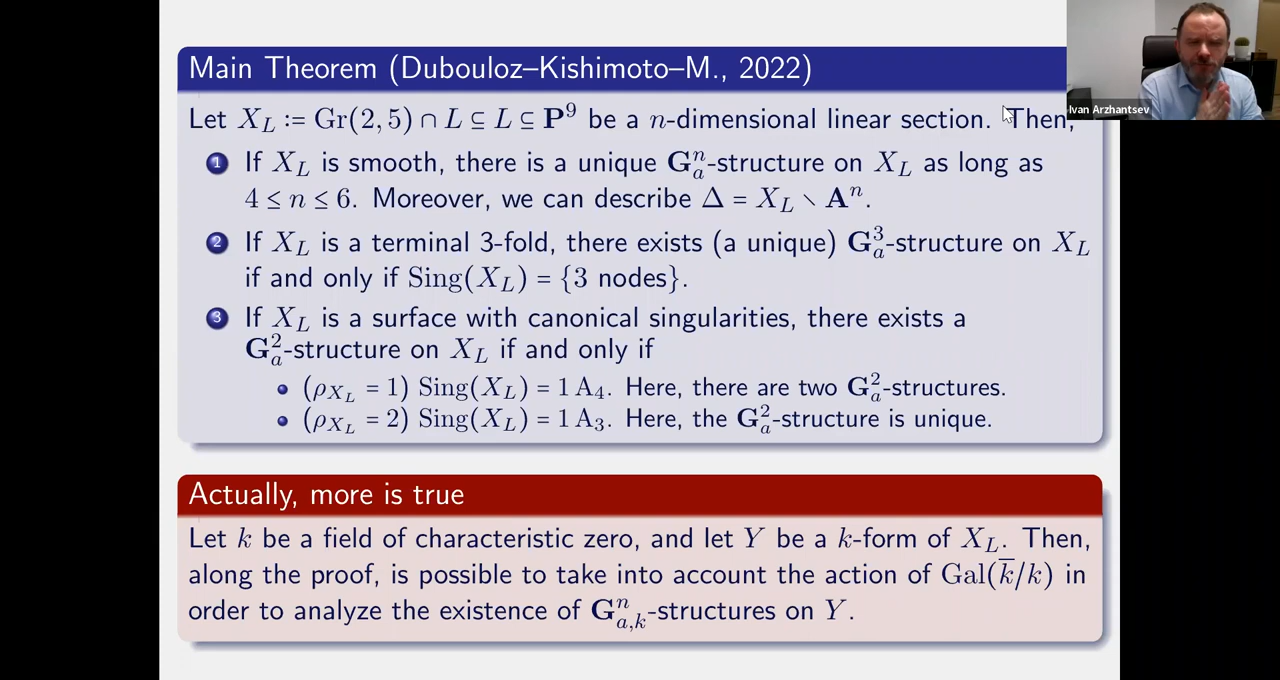 Main Theorem (Dubouloz–Kishimoto–M., 2022)
Ivan Arzhantsev
Let X_L := Gr(2, 5) ∩ L ⊆ L ⊆ P^9 be a n-dimensional linear section. Then,
1 If X_L is smooth, there is a unique G_a^n-structure on X_L as long as
4 ≤ n ≤ 6. Moreover, we can describe Δ = X_L ∖ A^n.
2 If X_L is a terminal 3-fold, there exists (a unique) G_a^3-structure on X_L
if and only if Sing(X_L) = {3 nodes}.
3 If X_L is a surface with canonical singularities, there exists a
G_a^2-structure on X_L if and only if
• (ρ_{X_L} = 1) Sing(X_L) = 1 A_4. Here, there are two G_a^2-structures.
• (ρ_{X_L} = 2) Sing(X_L) = 1 A_3. Here, the G_a^2-structure is unique.
Actually, more is true
Let k be a field of characteristic zero, and let Y be a k-form of X_L. Then,
along the proof, is possible to take into account the action of Gal(k̅/k) in
order to analyze the existence of G_{a,k}^n-structures on Y.